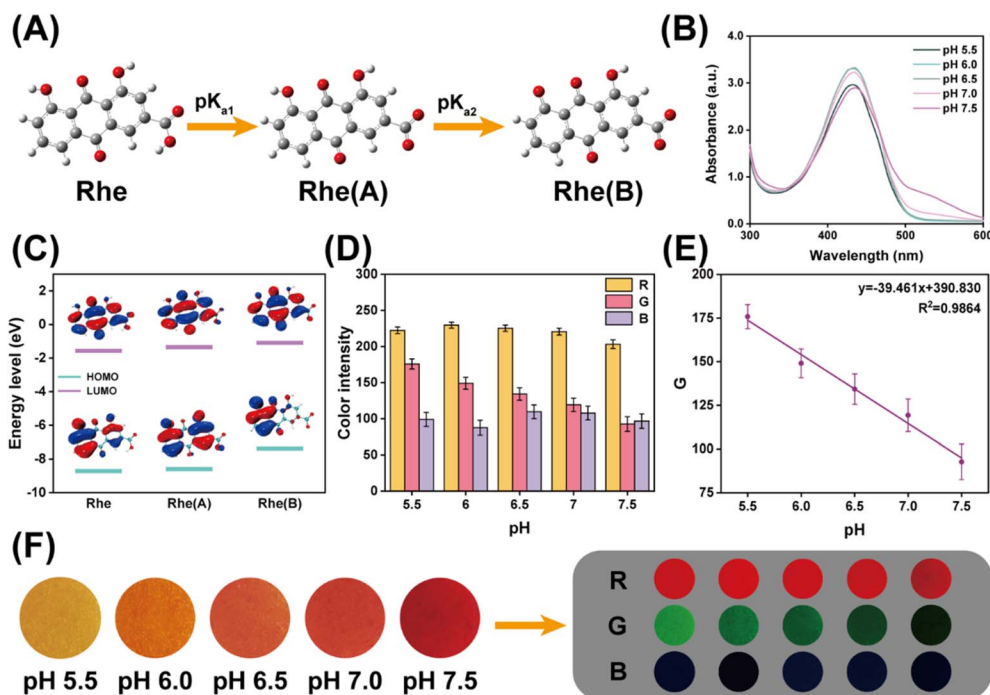 (A)
pKa1
pKa2
Rhe
Rhe(A)
Rhe(B)
(B)
Absorbance (a.u.)
4.0
3.0
2.0
1.0
0.0
pH 5.5
pH 6.0
pH 6.5
pH 7.0
pH 7.5
300 400 500 600
Wavelength (nm)
(C)
Energy level (eV)
2
0
-2
-4
-6
-8
-10
HOMO
LUMO
Rhe Rhe(A) Rhe(B)
(D)
Color intensity
300
250
200
150
100
50
0
R
G
B
5.5 6 6.5 7 7.5
pH
(E)
G
200
175
150
125
100
75
y=-39.461x+390.830
R²=0.9864
5.5 6.0 6.5 7.0 7.5
pH
(F)
pH 5.5 pH 6.0 pH 6.5 pH 7.0 pH 7.5
R
G
B